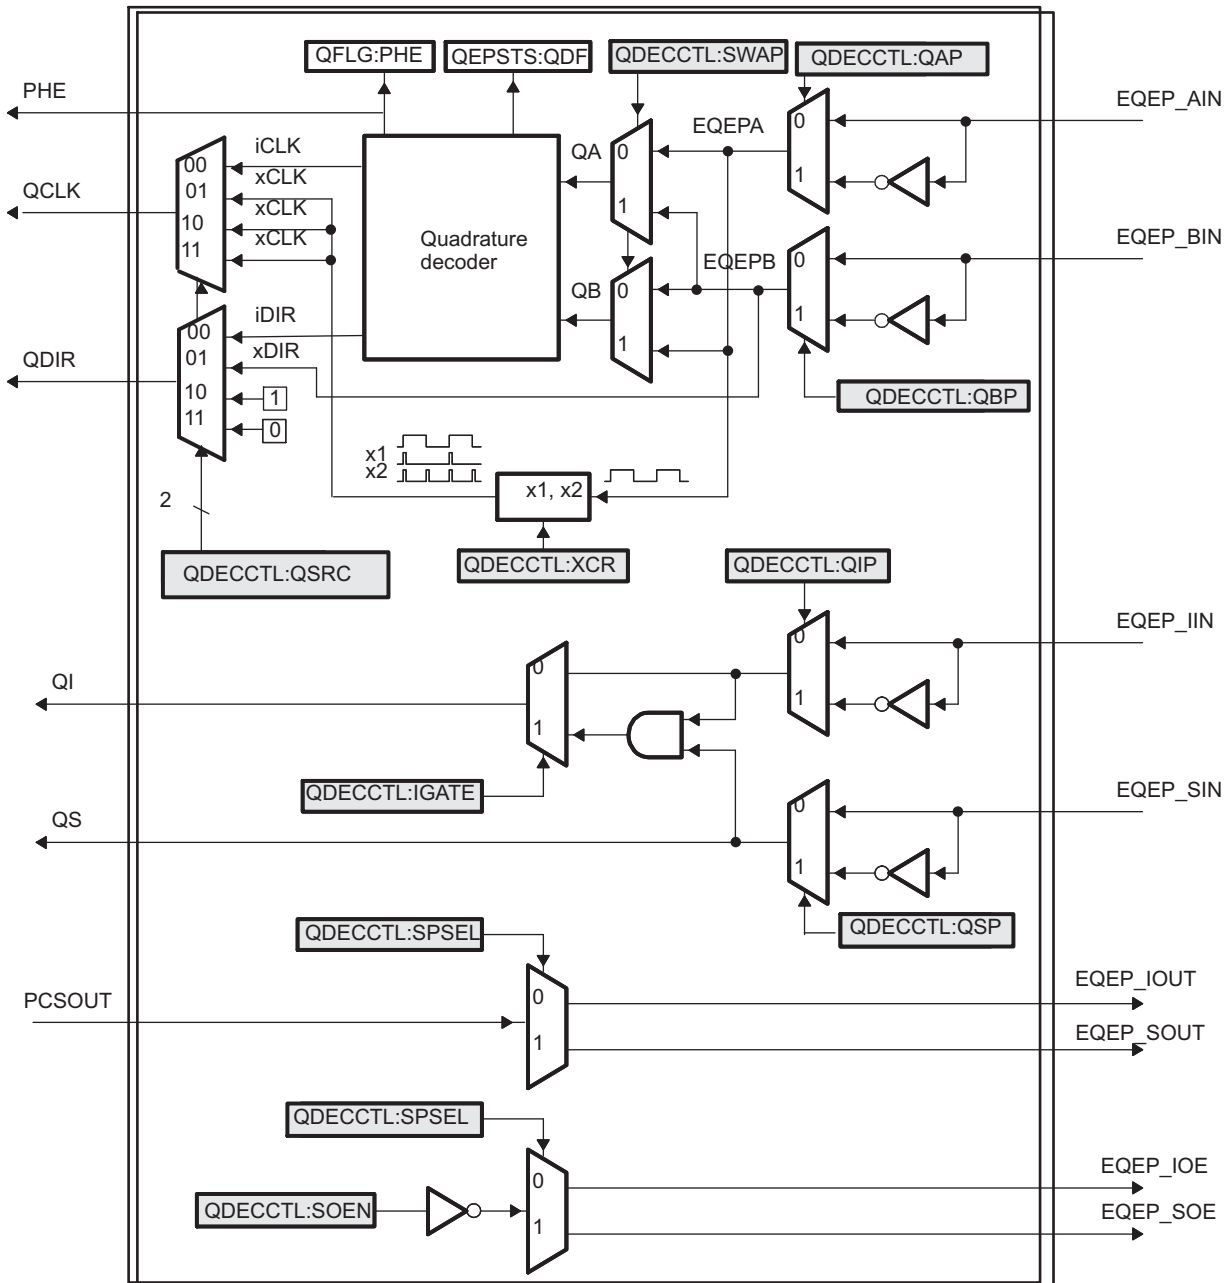 QFLG:PHE
QEPSTS:QDF
QDECCTL:SWAP
QDECCTL:QAP
PHE
EQEP_AIN
iCLK
QA
0
EQEPA
0
00
xCLK
01
QCLK
xCLK
1
1
10
xCLK
11
Quadrature
decoder
EQEP_BIN
EQEPB
0
QB
0
iDIR
00
1
QDIR
xDIR
01
1
10
1
11
0
QDECCTL:QBP
x1
x2
x1, x2
2
QDECCTL:QSRC
QDECCTL:XCR
QDECCTL:QIP
EQEP_IIN
0
0
QI
1
1
QDECCTL:IGATE
EQEP_SIN
0
QS
1
QDECCTL:QSP
QDECCTL:SPSEL
PCSOUT
0
1
EQEP_IOUT
EQEP_SOUT
QDECCTL:SPSEL
0
EQEP_IOE
QDECCTL:SOEN
1
EQEP_SOE